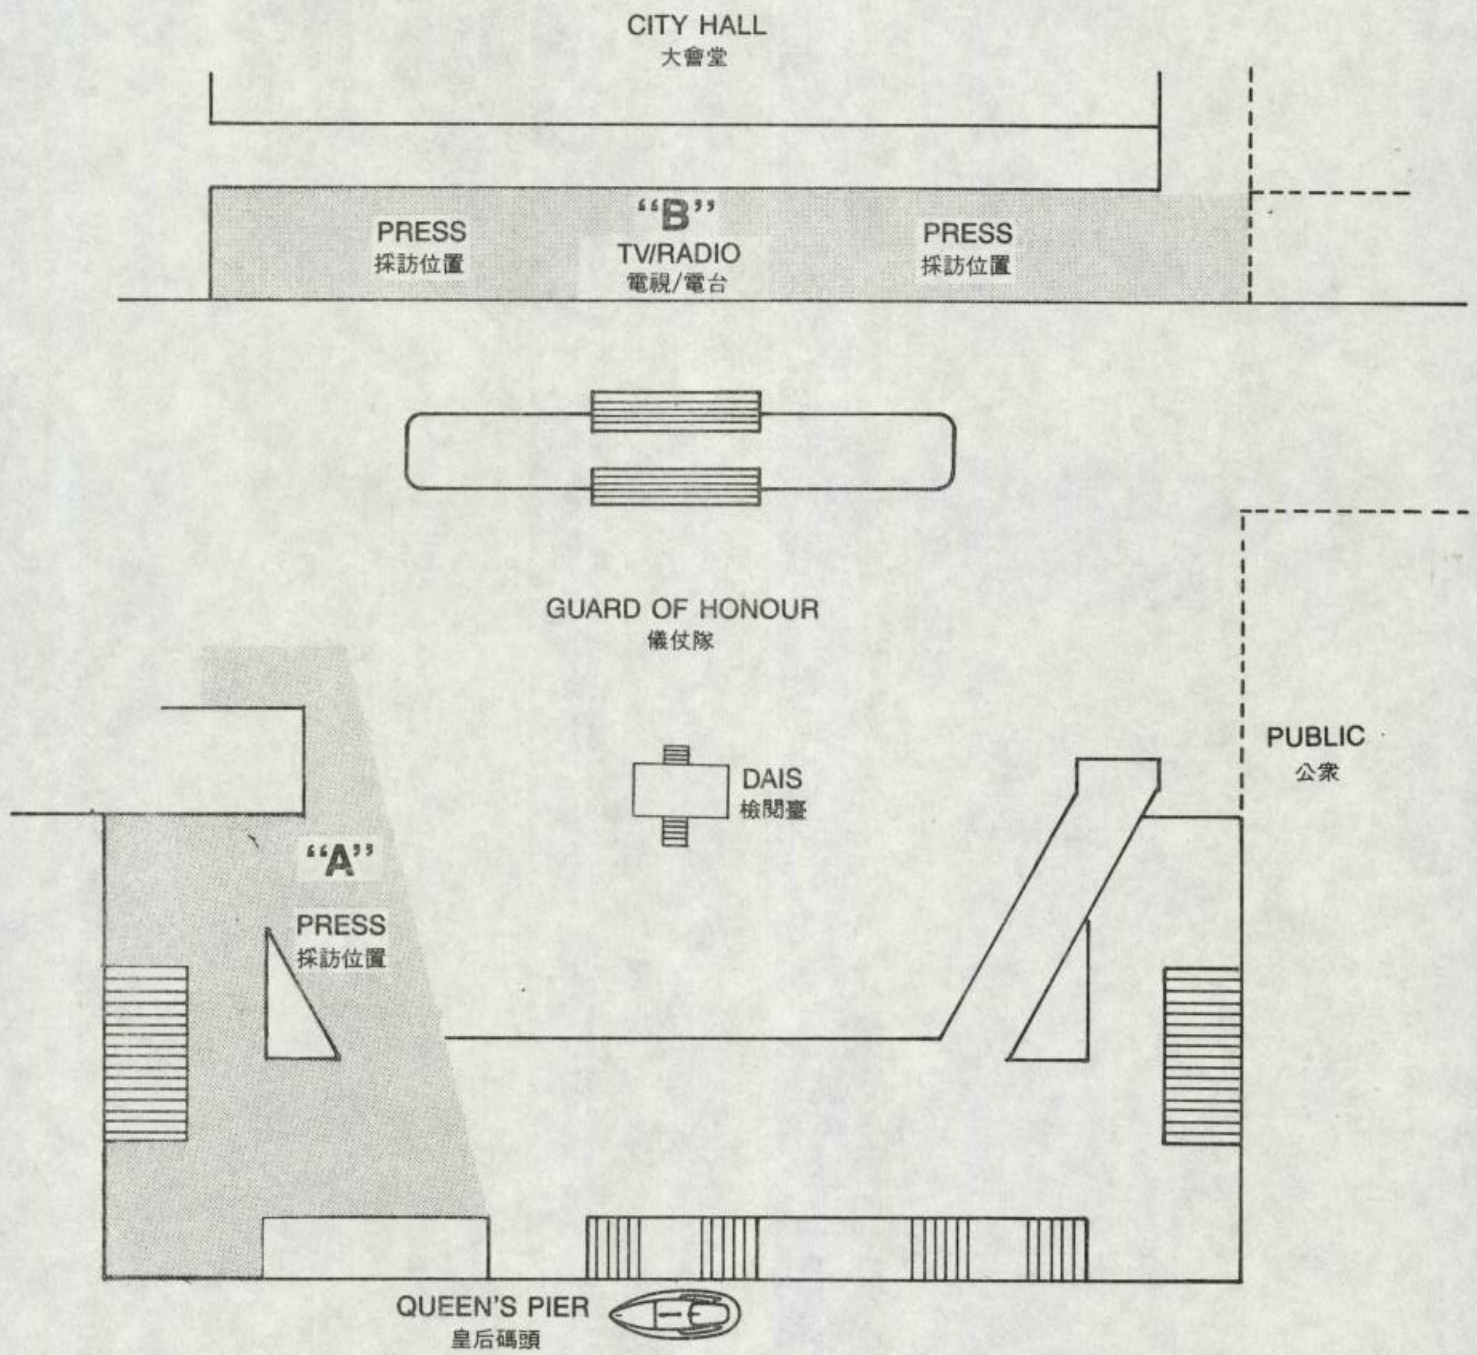 CITY HALL
大會堂
“B”
PRESS
採訪位置
TV/RADIO
電視/電台
PRESS
採訪位置
GUARD OF HONOUR
儀仗隊
DAIS
檢閱臺
PUBLIC
公衆
“A”
PRESS
採訪位置
QUEEN'S PIER
皇后碼頭